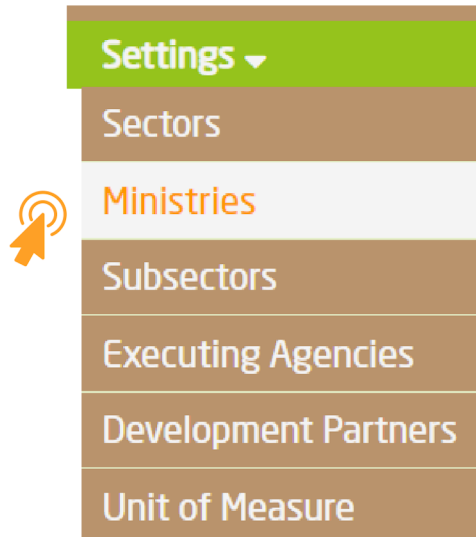 Settings
Sectors
Ministries
Subsectors
Executing Agencies
Development Partners
Unit of Measure